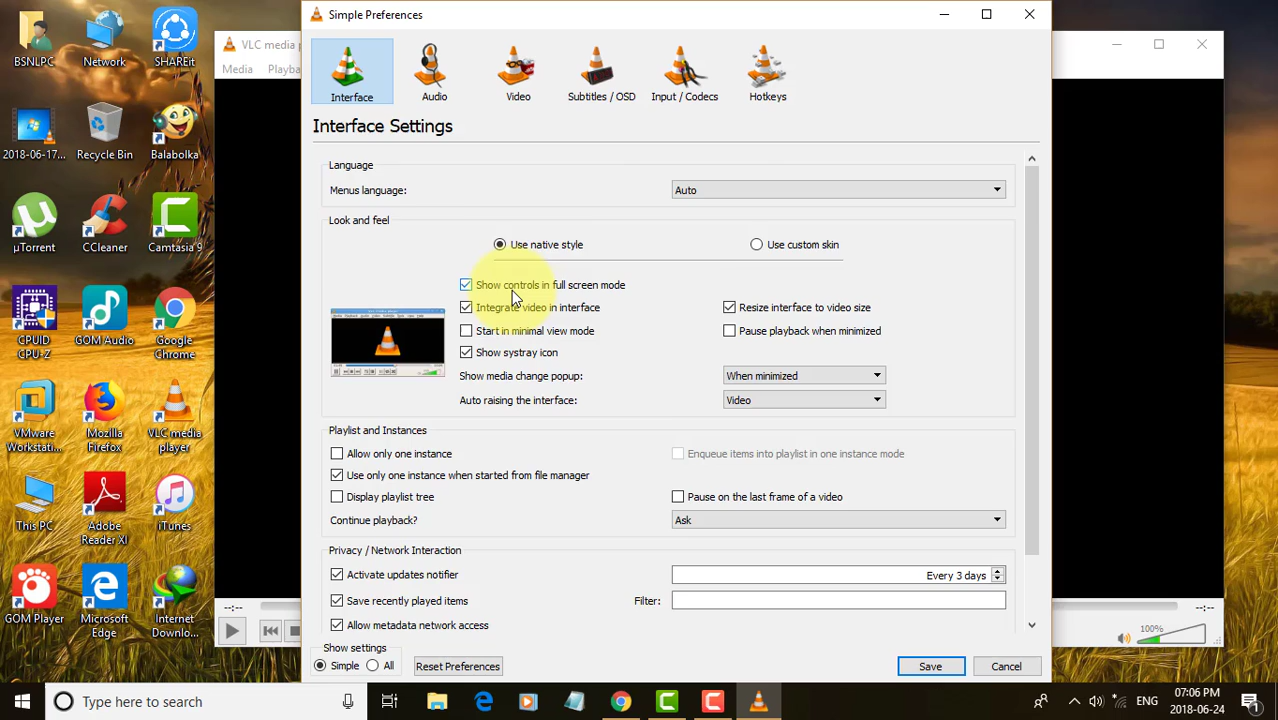 Simple Preferences
BSNLPC
Network
SHAREit
VLC media p
Media Playba
Interface
Audio
Video
Subtitles / OSD
Input / Codecs
Hotkeys
Interface Settings
2018-06-17...
Recycle Bin
Balabolka
Language
Menus language:
Auto
Look and feel
Use native style
Use custom skin
µTorrent
CCleaner
Camtasia 9
Show controls in full screen mode
Integrate video in interface
Resize interface to video size
Start in minimal view mode
Pause playback when minimized
Show systray icon
CPUID
CPU-Z
GOM Audio
Google
Chrome
Show media change popup:
When minimized
Auto raising the interface:
Video
VMware
Workstati...
Mozilla
Firefox
VLC media
player
Playlist and Instances
Allow only one instance
Enqueue items into playlist in one instance mode
Use only one instance when started from file manager
Display playlist tree
Pause on the last frame of a video
Continue playback?
Ask
This PC
Adobe
Reader XI
iTunes
Privacy / Network Interaction
Activate updates notifier
Every 3 days
Save recently played items
Filter:
Allow metadata network access
GOM Player
Microsoft
Edge
Internet
Downlo...
--:--
--:--
100%
Show settings
Simple
All
Reset Preferences
Save
Cancel
Type here to search
ENG
07:06 PM
2018-06-24
1